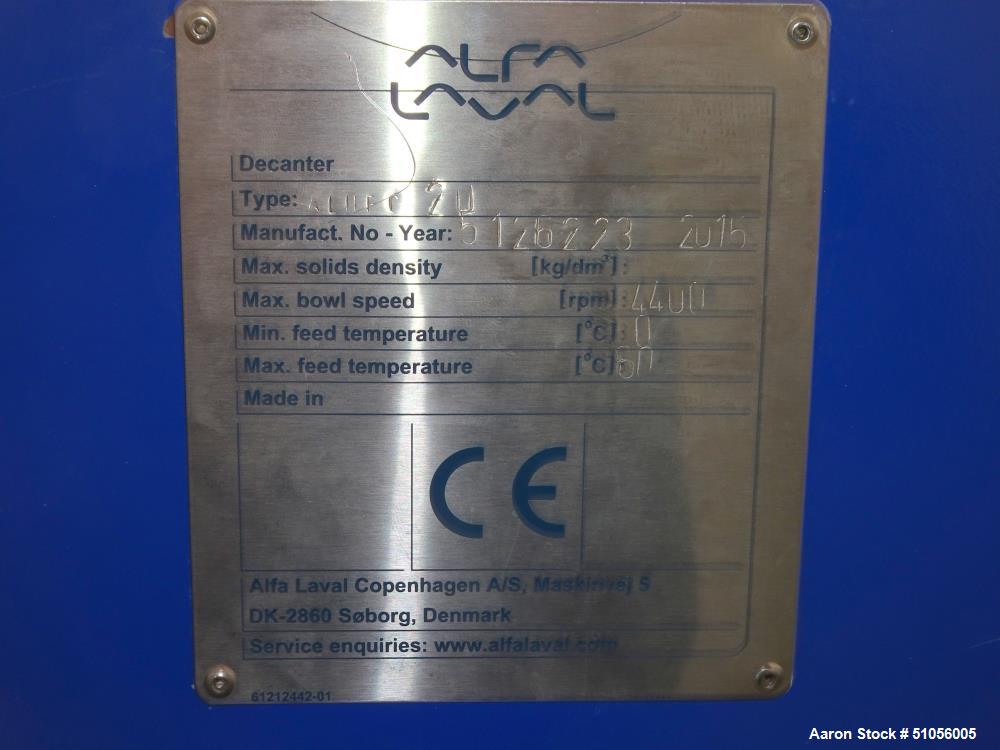 ALFA
LAVAL
Decanter
Type: 20
Manufact. No - Year: 5126223 2015
Max. solids density [kg/dm³]:
Max. bowl speed [rpm]: 4400
Min. feed temperature [°C]: 0
Max. feed temperature [°C] 60
Made in
CE
Alfa Laval Copenhagen A/S, Maskinvej 5
DK-2860 Søborg, Denmark
Service enquiries: www.alfalaval.com
61212442-01
Aaron Stock # 51056005